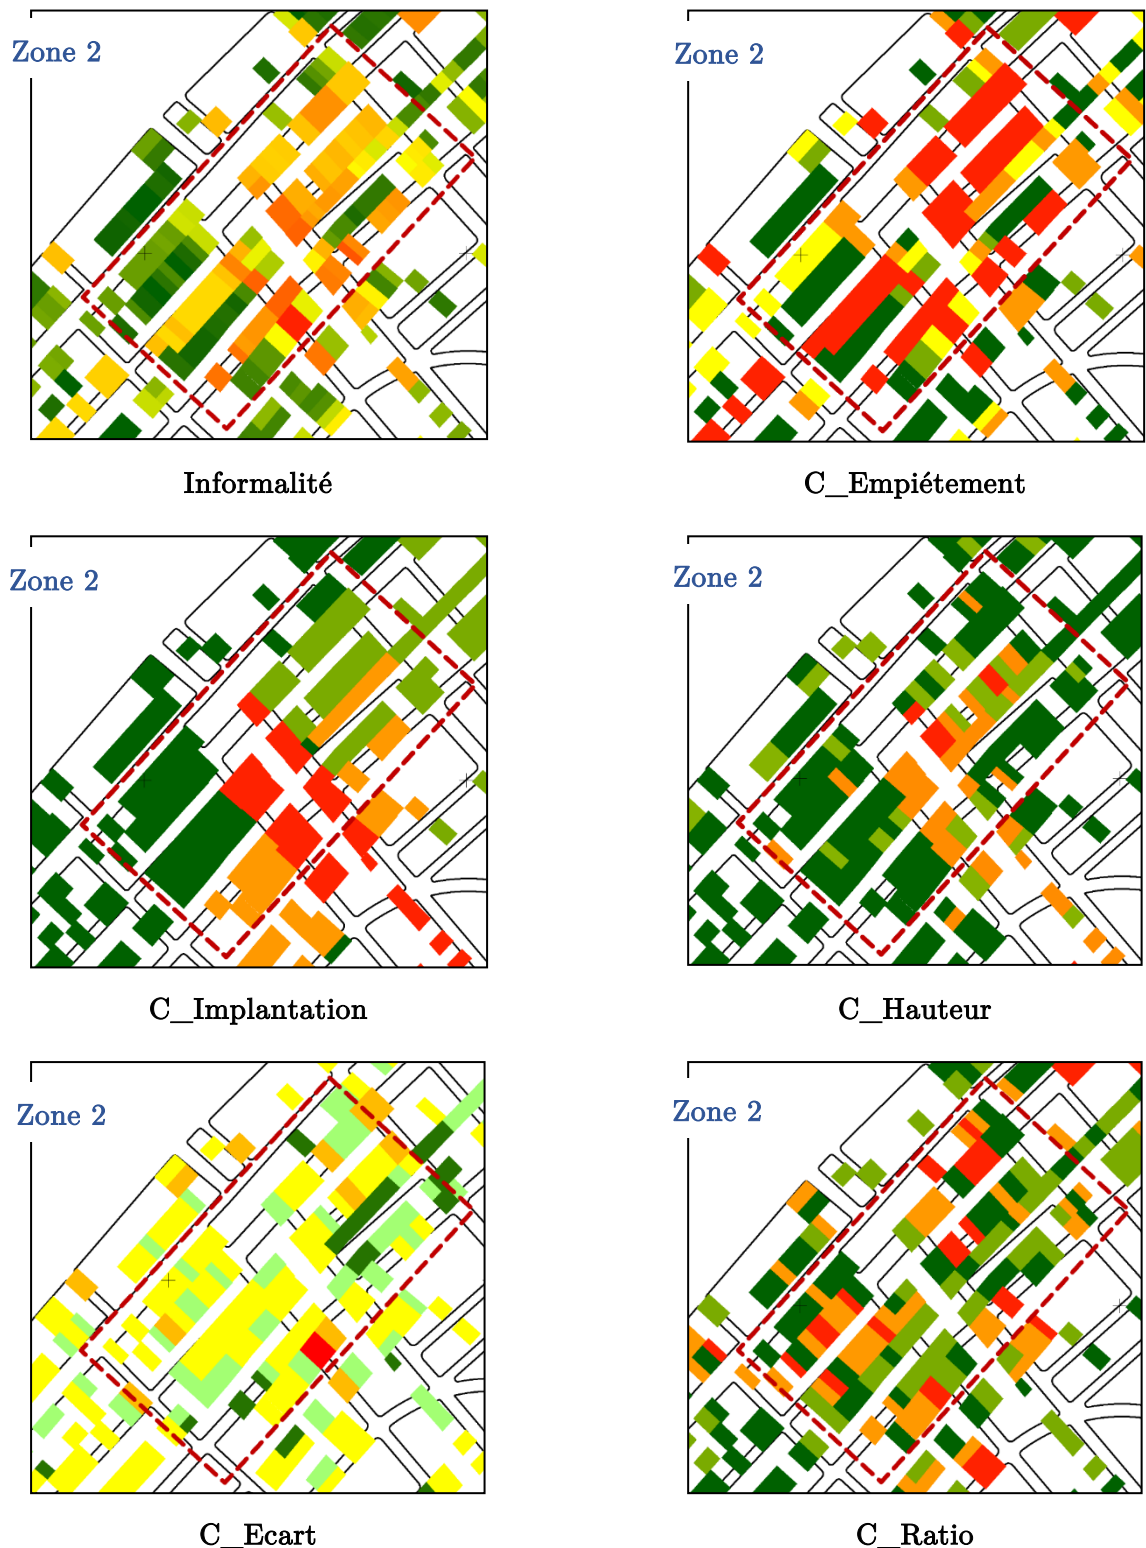 Zone 2
Zone 2
Informalité
C_Empiétement
Zone 2
Zone 2
C_Implantation
C_Hauteur
Zone 2
Zone 2
C_Ecart
C_Ratio